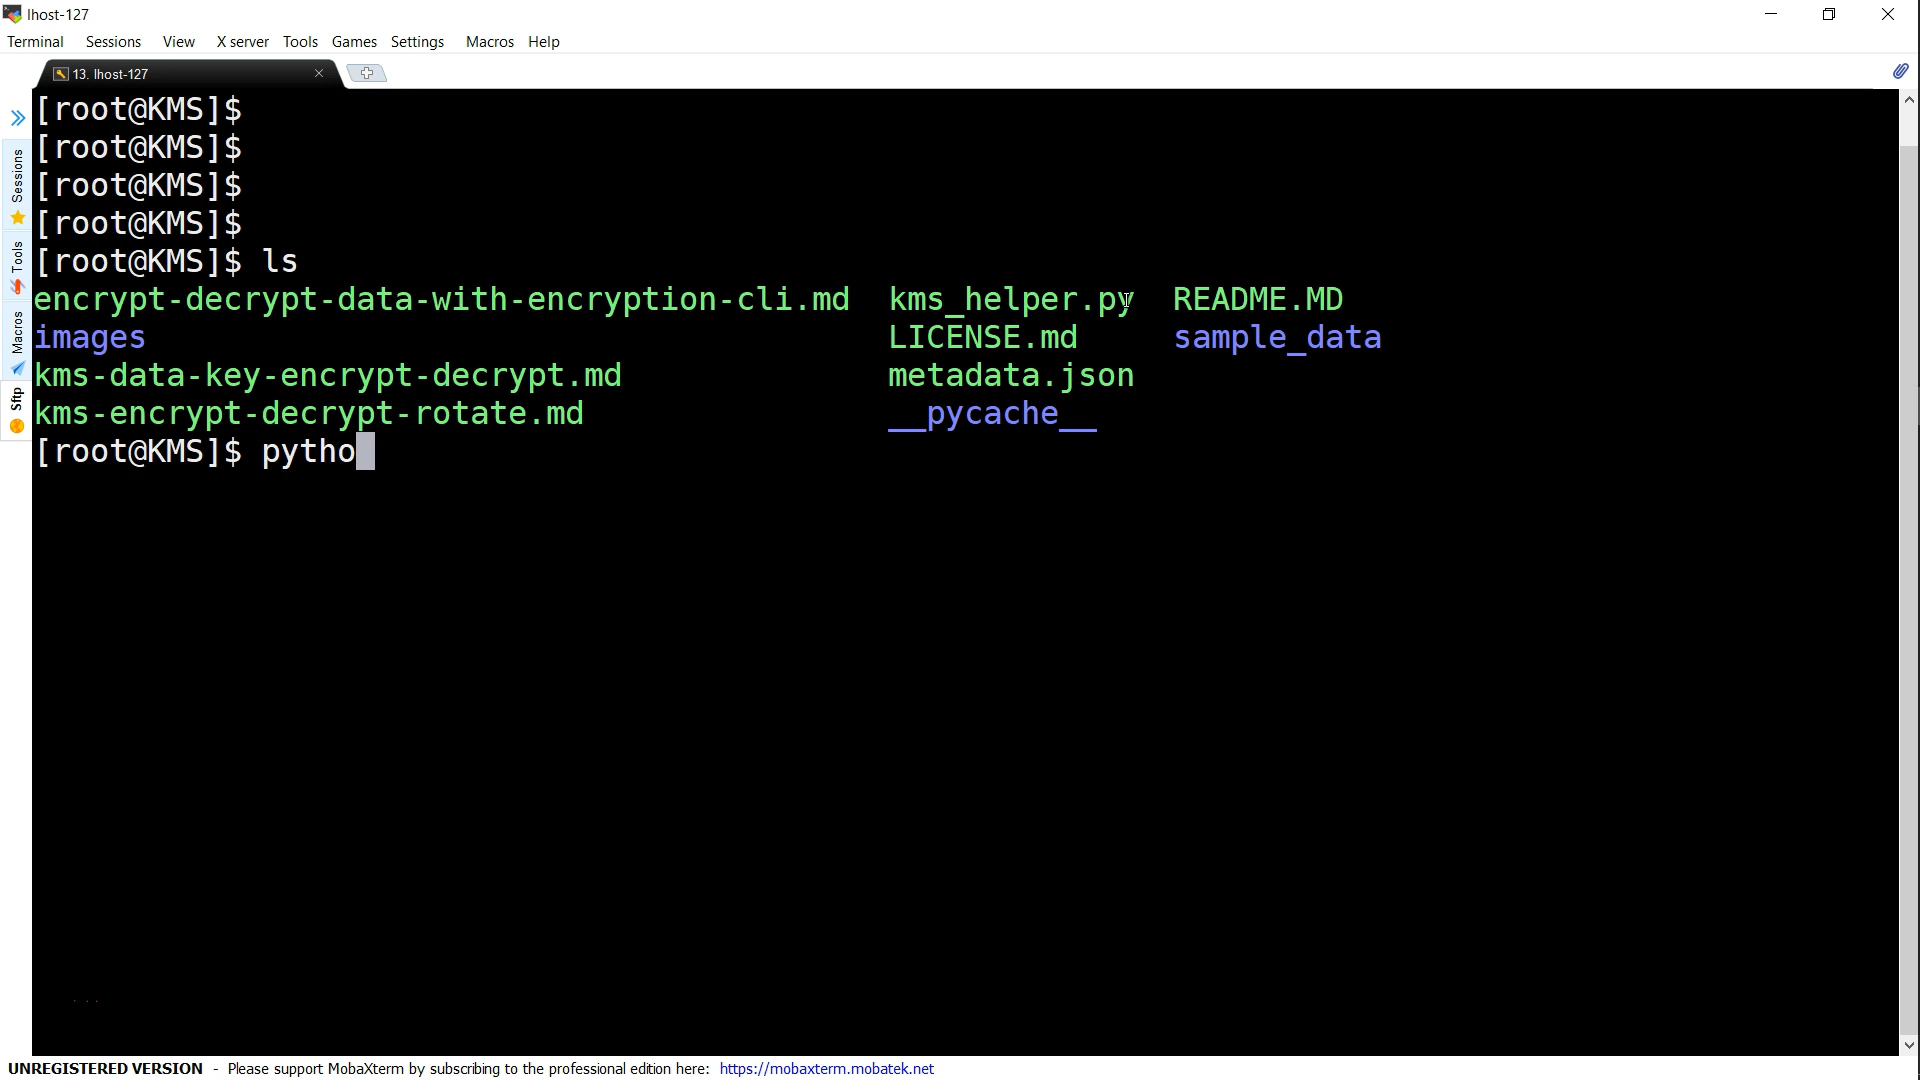 lhost-127
Terminal Sessions View X server Tools Games Settings Macros Help
13. lhost-127
[root@KMS]$
[root@KMS]$
[root@KMS]$
[root@KMS]$
[root@KMS]$ ls
encrypt-decrypt-data-with-encryption-cli.md kms_helper.py README.MD
images LICENSE.md sample_data
kms-data-key-encrypt-decrypt.md metadata.json
kms-encrypt-decrypt-rotate.md __pycache__
[root@KMS]$ pytho
Sessions
Tools
Macros
Sftp
UNREGISTERED VERSION - Please support MobaXterm by subscribing to the professional edition here: https://mobaxterm.mobatek.net